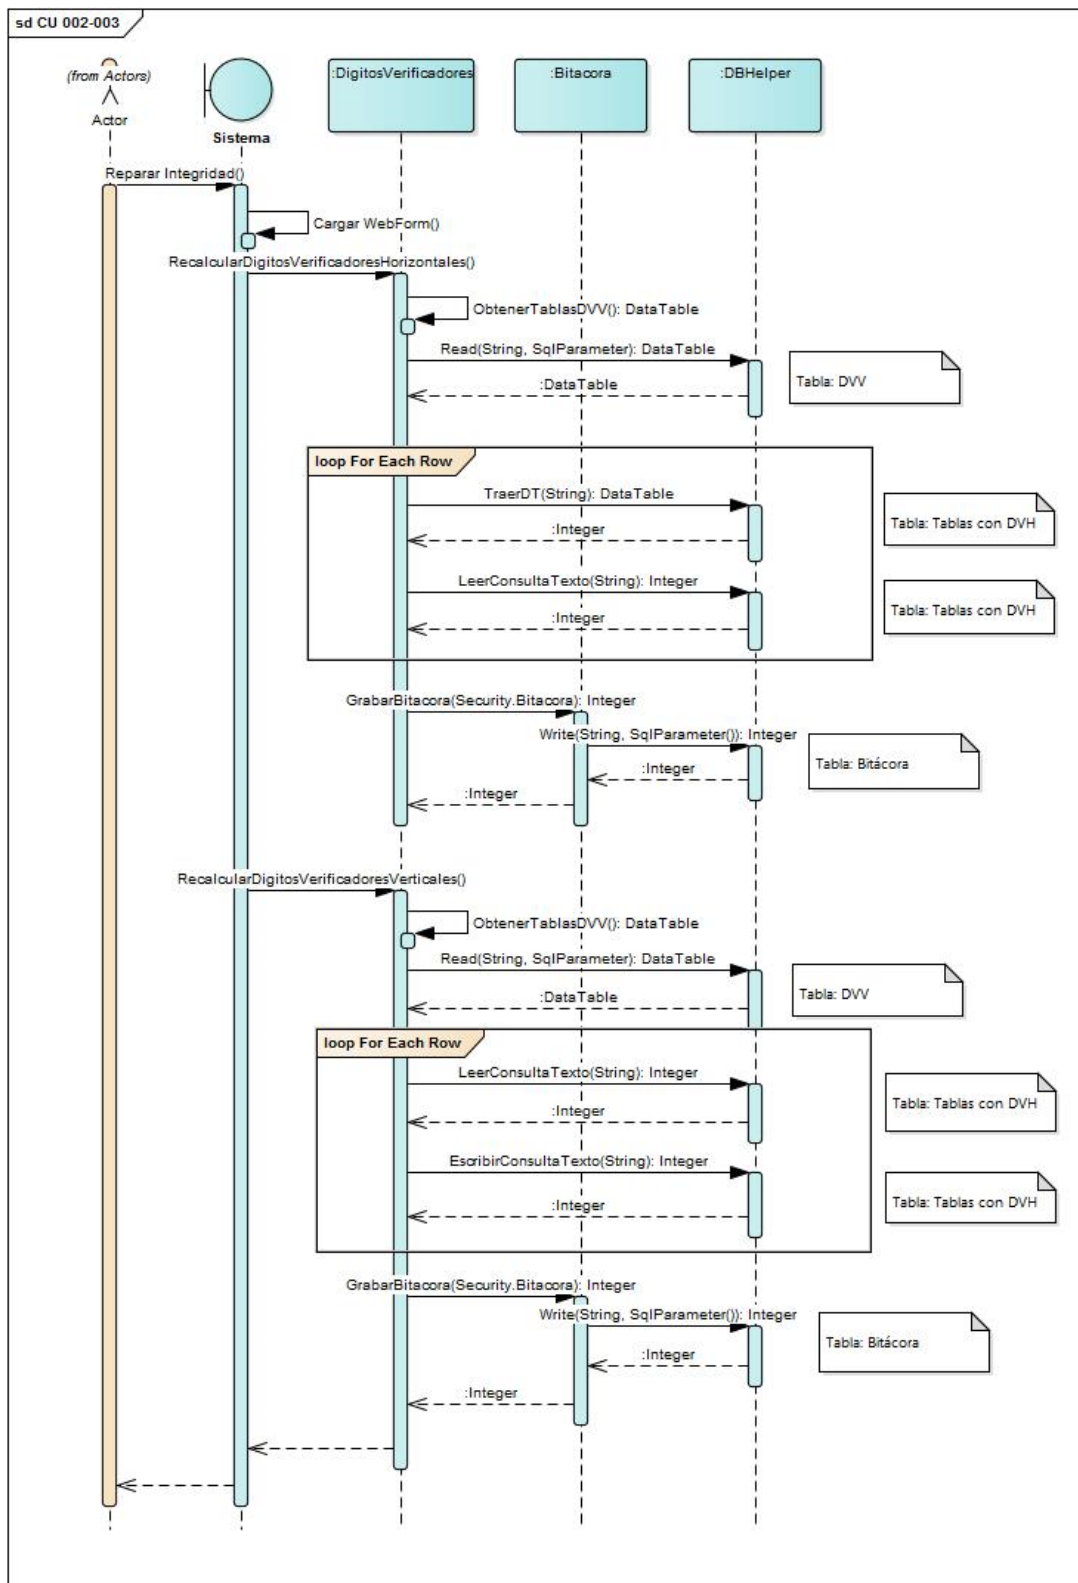 sd CU 002-003
(from Actors)
Actor
Sistema
:DigitosVerificadores
:Bitacora
:DBHelper
Reparar Integridad()
Cargar WebForm()
RecalcularDigitosVerificadoresHorizontales()
ObtenerTablasDVV(): DataTable
Read(String, SqlParameter): DataTable
Tabla: DVV
:DataTable
loop For Each Row
TraerDT(String): DataTable
Tabla: Tablas con DVH
:Integer
LeerConsultaTexto(String): Integer
Tabla: Tablas con DVH
:Integer
GrabarBitacora(Security.Bitacora): Integer
Write(String, SqlParameter()): Integer
Tabla: Bitácora
:Integer
:Integer
RecalcularDigitosVerificadoresVerticales()
ObtenerTablasDVV(): DataTable
Read(String, SqlParameter): DataTable
Tabla: DVV
:DataTable
loop For Each Row
LeerConsultaTexto(String): Integer
Tabla: Tablas con DVH
:Integer
EscribirConsultaTexto(String): Integer
Tabla: Tablas con DVH
:Integer
GrabarBitacora(Security.Bitacora): Integer
Write(String, SqlParameter()): Integer
Tabla: Bitácora
:Integer
:Integer